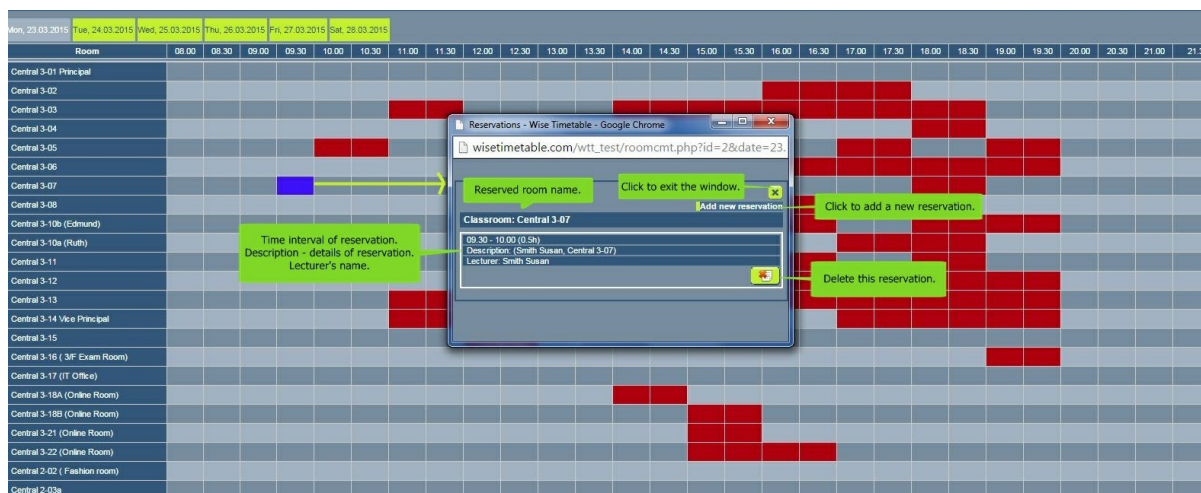 Mon, 23.03.2015 Tue, 24.03.2015 Wed, 25.03.2015 Thu, 26.03.2015 Fri, 27.03.2015 Sat, 28.03.2015
Room 08.00 08.30 09.00 09.30 10.00 10.30 11.00 11.30 12.00 12.30 13.00 13.30 14.00 14.30 15.00 15.30 16.00 16.30 17.00 17.30 18.00 18.30 19.00 19.30 20.00 20.30 21.00 21.3
Central 3-01 Principal
Central 3-02
Central 3-03
Central 3-04
Central 3-05
Central 3-06
Central 3-07
Central 3-08
Central 3-10b (Edmund)
Central 3-10a (Ruth)
Central 3-11
Central 3-12
Central 3-13
Central 3-14 Vice Principal
Central 3-15
Central 3-16 ( 3/F Exam Room)
Central 3-17 (IT Office)
Central 3-18A (Online Room)
Central 3-18B (Online Room)
Central 3-21 (Online Room)
Central 3-22 (Online Room)
Central 2-02 ( Fashion room)
Central 2-03a
Reservations - Wise Timetable - Google Chrome
wisetimetable.com/wtt_test/roomcmt.php?id=2&date=23.
Reserved room name.
Click to exit the window.
Add new reservation
Click to add a new reservation.
Classroom: Central 3-07
Time interval of reservation.
Description - details of reservation.
Lecturer's name.
09.30 - 10.00 (0.5h)
Description: (Smith Susan, Central 3-07)
Lecturer: Smith Susan
Delete this reservation.